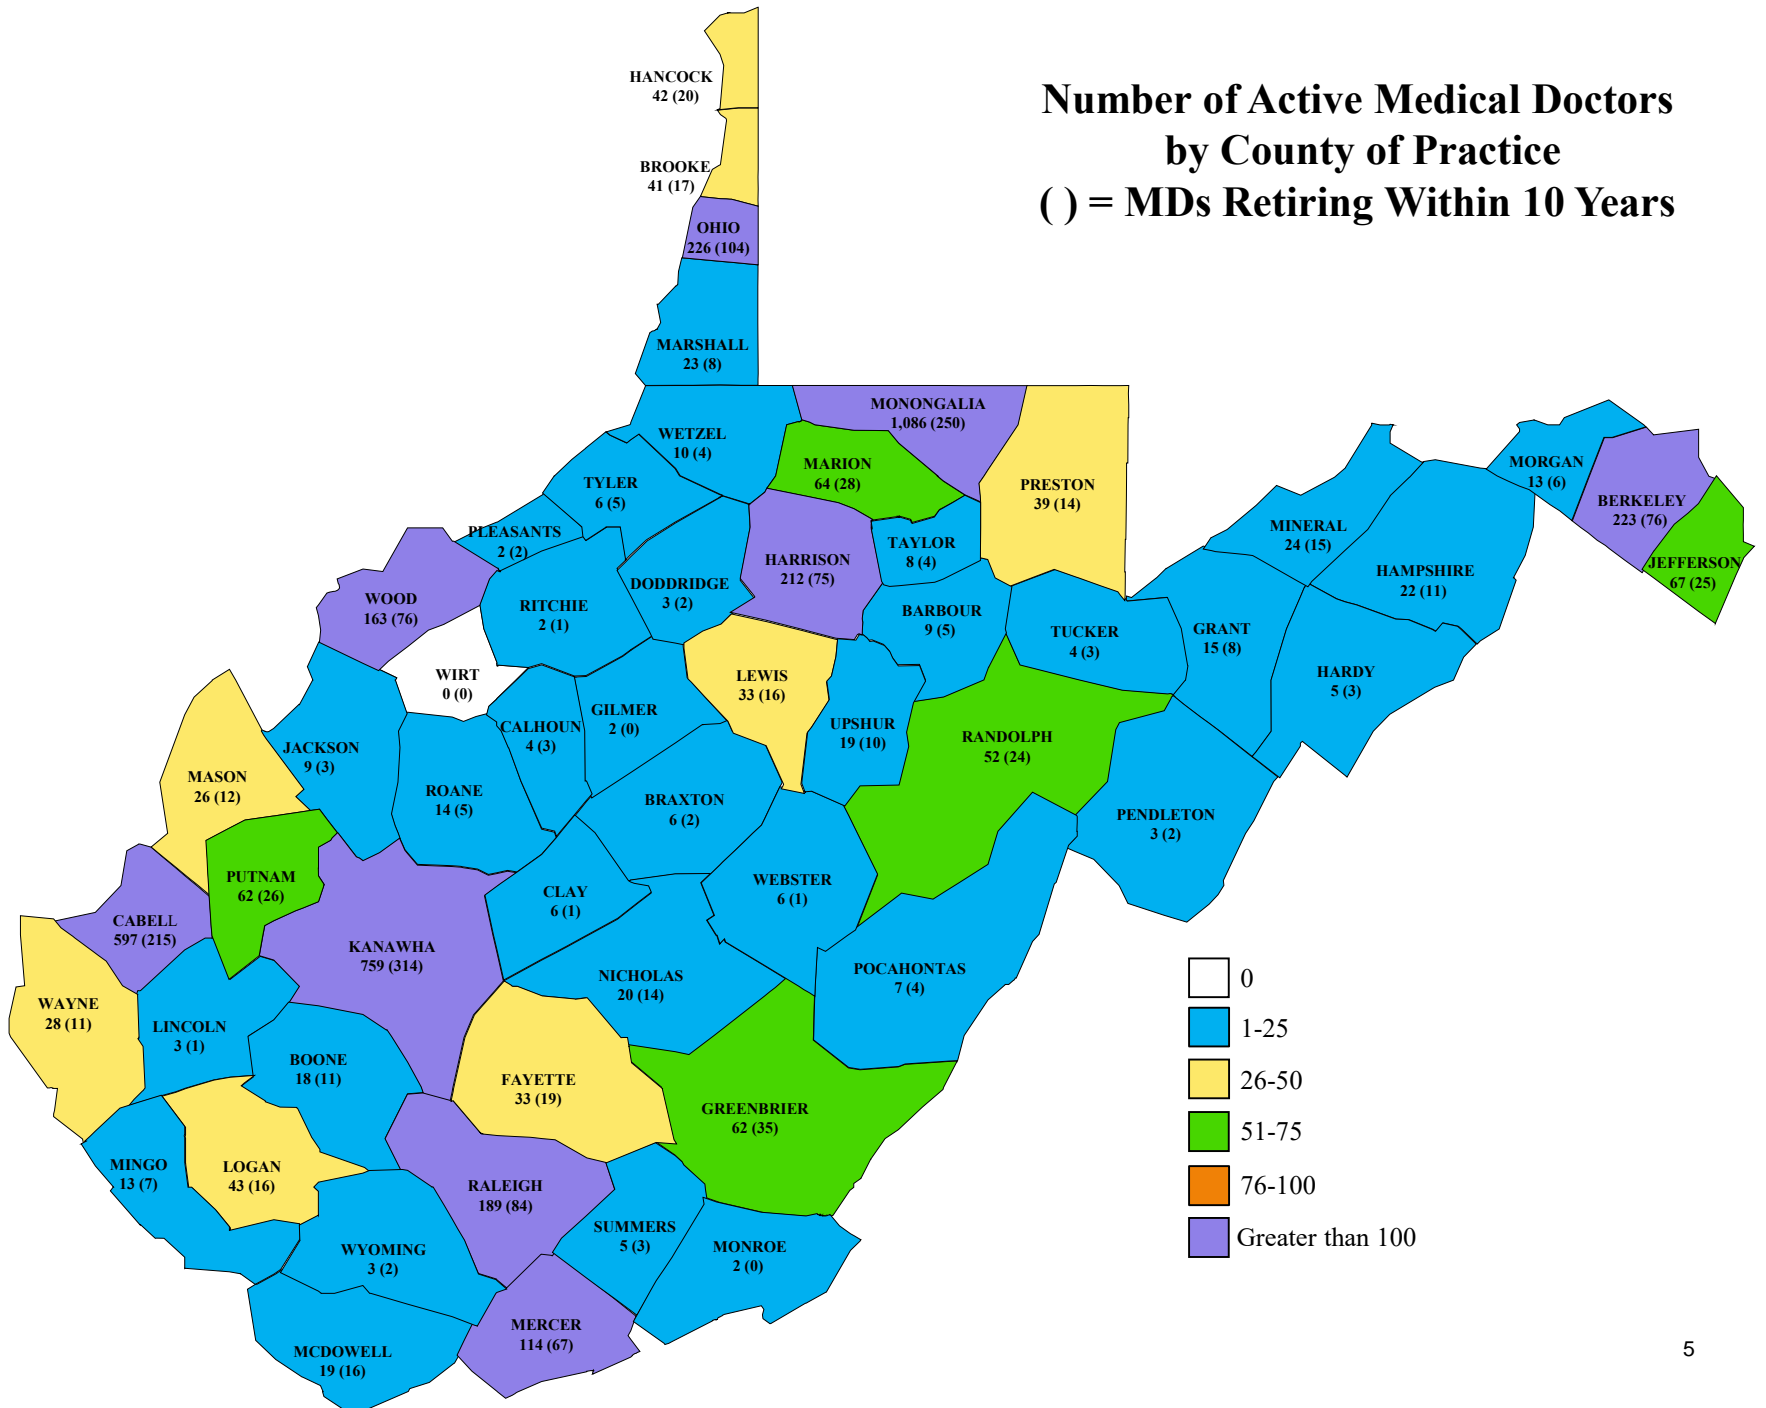 Number of Active Medical Doctors
by County of Practice
( ) = MDs Retiring Within 10 Years
HANCOCK
42 (20)
BROOKE
41 (17)
OHIO
226 (104)
MARSHALL
23 (8)
WETZEL
10 (4)
MONONGALIA
1,086 (250)
MARION
64 (28)
PRESTON
39 (14)
TYLER
6 (5)
PLEASANTS
2 (2)
WOOD
163 (76)
RITCHIE
2 (1)
DODDRIDGE
3 (2)
HARRISON
212 (75)
TAYLOR
8 (4)
BARBOUR
9 (5)
TUCKER
4 (3)
GRANT
15 (8)
MINERAL
24 (15)
HAMPSHIRE
22 (11)
HARDY
5 (3)
MORGAN
13 (6)
BERKELEY
223 (76)
JEFFERSON
67 (25)
WIRT
0 (0)
LEWIS
33 (16)
UPSHUR
19 (10)
RANDOLPH
52 (24)
PENDLETON
3 (2)
GILMER
2 (0)
CALHOUN
4 (3)
JACKSON
9 (3)
ROANE
14 (5)
MASON
26 (12)
BRAXTON
6 (2)
PUTNAM
62 (26)
CABELL
597 (215)
KANAWHA
759 (314)
CLAY
6 (1)
WEBSTER
6 (1)
NICHOLAS
20 (14)
POCAHONTAS
7 (4)
WAYNE
28 (11)
LINCOLN
3 (1)
BOONE
18 (11)
FAYETTE
33 (19)
GREENBRIER
62 (35)
MINGO
13 (7)
LOGAN
43 (16)
RALEIGH
189 (84)
SUMMERS
5 (3)
MONROE
2 (0)
WYOMING
3 (2)
MERCER
114 (67)
MCDOWELL
19 (16)
0
1-25
26-50
51-75
76-100
Greater than 100
5